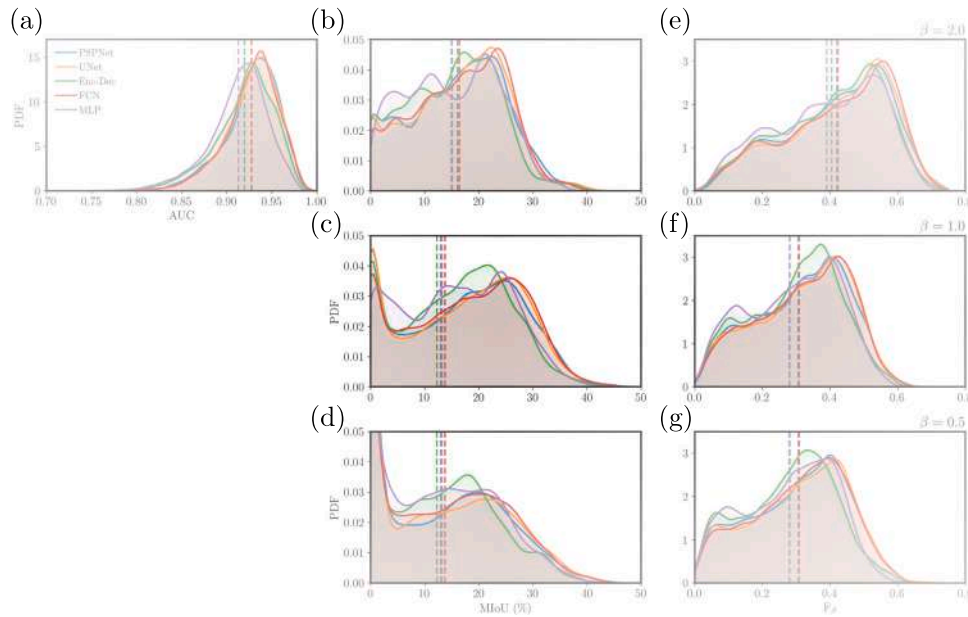 (a)
PDF
15
10
5
0
PSPNet
UNet
Enc-Dec
FCN
MLP
0.70 0.75 0.80 0.85 0.90 0.95 1.00
AUC
(b)
0.05
0.04
0.03
0.02
0.01
0.00
0 10 20 30 40 50
(e)
β = 2.0
3
2
1
0
0.0 0.2 0.4 0.6 0.8
(c)
PDF
0.05
0.04
0.03
0.02
0.01
0.00
0 10 20 30 40 50
(f)
β = 1.0
3
2
1
0
0.0 0.2 0.4 0.6 0.8
(d)
PDF
0.05
0.04
0.03
0.02
0.01
0.00
0 10 20 30 40 50
MIoU (%)
(g)
β = 0.5
3
2
1
0
0.0 0.2 0.4 0.6 0.8
F_β